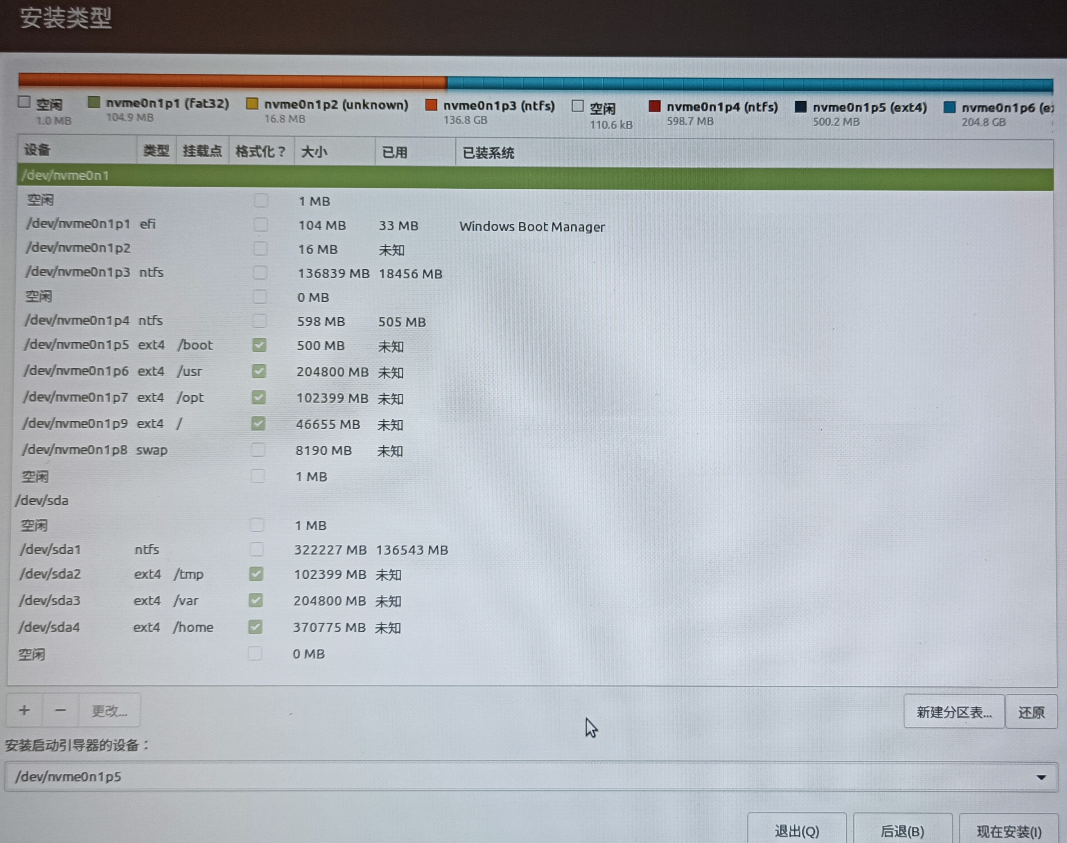 安装类型
空闲 nvme0n1p1 (fat32) nvme0n1p2 (unknown) nvme0n1p3 (ntfs) 空闲 nvme0n1p4 (ntfs) nvme0n1p5 (ext4) nvme0n1p6 (e
1.0 MB 104.9 MB 16.8 MB 136.8 GB 110.6 kB 598.7 MB 500.2 MB 204.8 GB
设备 类型 挂载点 格式化？ 大小 已用 已装系统
/dev/nvme0n1
空闲 1 MB
/dev/nvme0n1p1 efi 104 MB 33 MB Windows Boot Manager
/dev/nvme0n1p2 16 MB 未知
/dev/nvme0n1p3 ntfs 136839 MB 18456 MB
空闲 0 MB
/dev/nvme0n1p4 ntfs 598 MB 505 MB
/dev/nvme0n1p5 ext4 /boot 500 MB 未知
/dev/nvme0n1p6 ext4 /usr 204800 MB 未知
/dev/nvme0n1p7 ext4 /opt 102399 MB 未知
/dev/nvme0n1p9 ext4 / 46655 MB 未知
/dev/nvme0n1p8 swap 8190 MB 未知
空闲 1 MB
/dev/sda
空闲 1 MB
/dev/sda1 ntfs 322227 MB 136543 MB
/dev/sda2 ext4 /tmp 102399 MB 未知
/dev/sda3 ext4 /var 204800 MB 未知
/dev/sda4 ext4 /home 370775 MB 未知
空闲 0 MB
+ − 更改... 新建分区表... 还原
安装启动引导器的设备：
/dev/nvme0n1p5
退出(Q) 后退(B) 现在安装(I)